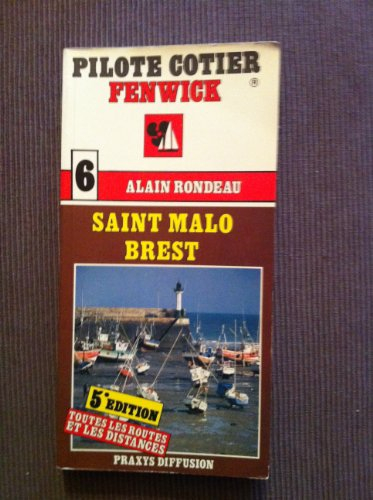 PILOTE COTIER
FENWICK ®
6
ALAIN RONDEAU
SAINT MALO
BREST
5e EDITION
TOUTES LES ROUTES
ET LES DISTANCES
PRAXYS DIFFUSION